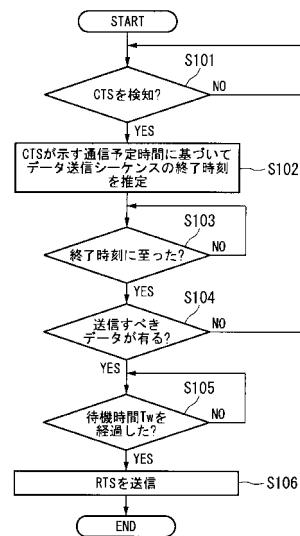 START
S101
CTSを検知?
NO
YES
CTSが示す通信予定時間に基づいて
データ送信シーケンスの終了時刻
を推定
S102
S103
終了時刻に至った?
NO
YES
S104
送信すべき
データが有る?
NO
YES
S105
待機時間Twを
経過した?
NO
YES
RTSを送信
S106
END